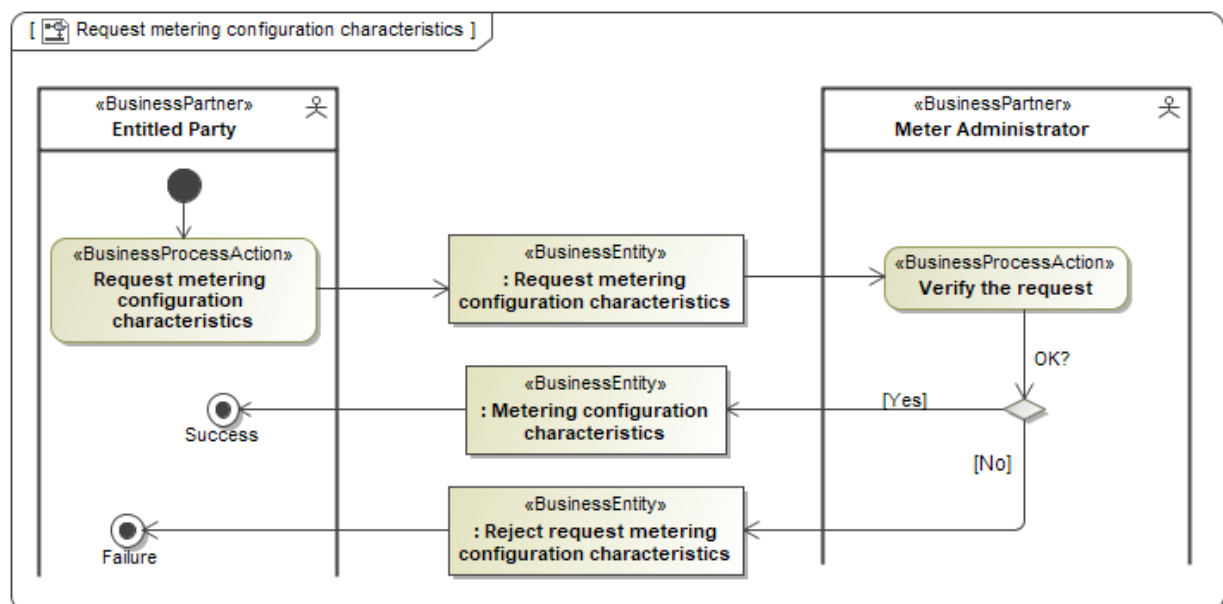 [ Request metering configuration characteristics ]
«BusinessPartner»
Entitled Party
«BusinessPartner»
Meter Administrator
«BusinessProcessAction»
Request metering
configuration
characteristics
«BusinessEntity»
: Request metering
configuration characteristics
«BusinessProcessAction»
Verify the request
OK?
«BusinessEntity»
: Metering configuration
characteristics
[Yes]
Success
[No]
«BusinessEntity»
: Reject request metering
configuration characteristics
Failure